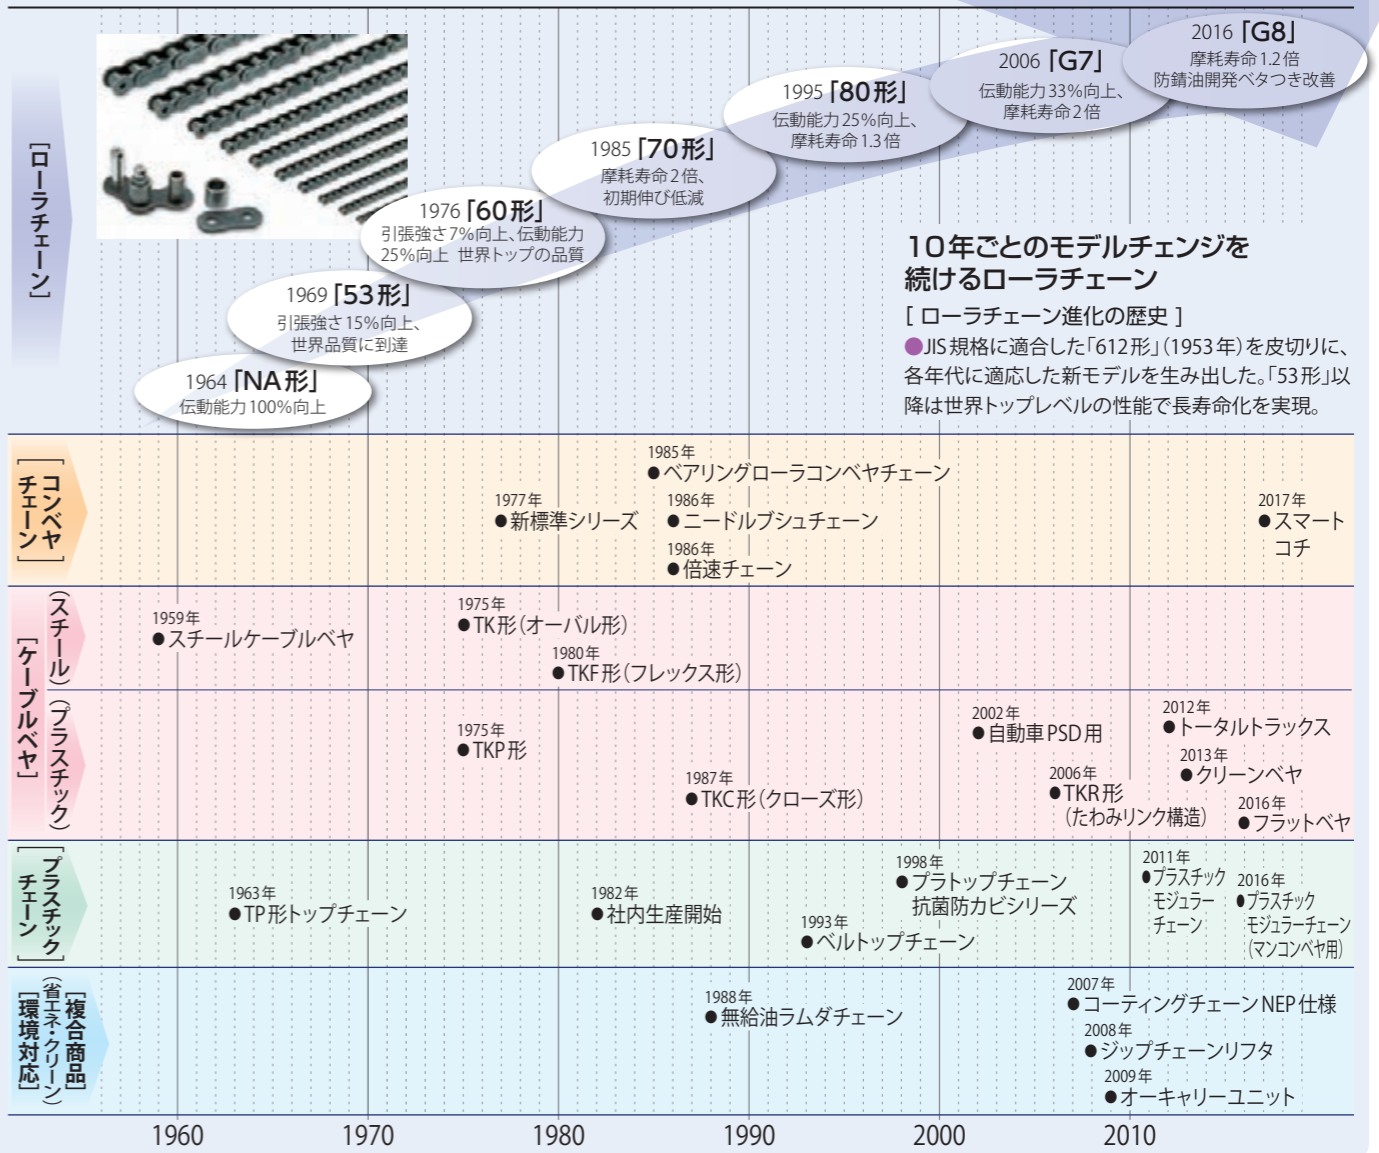 [ローラチェーン]
1964「NA形」
伝動能力100%向上
1969「53形」
引張強さ15%向上、
世界品質に到達
1976「60形」
引張強さ7%向上、伝動能力
25%向上 世界トップの品質
1985「70形」
摩耗寿命2倍、
初期伸び低減
1995「80形」
伝動能力25%向上、
摩耗寿命1.3倍
2006「G7」
伝動能力33%向上、
摩耗寿命2倍
2016「G8」
摩耗寿命1.2倍
防錆油開発ベタつき改善
10年ごとのモデルチェンジを
続けるローラチェーン
[ ローラチェーン進化の歴史 ]
●JIS規格に適合した「612形」(1953年)を皮切りに、
各年代に適応した新モデルを生み出した。「53形」以
降は世界トップレベルの性能で長寿命化を実現。
[コンベヤ
チェーン]
1977年
●新標準シリーズ
1985年
●ベアリングローラコンベヤチェーン
1986年
●ニードルブシュチェーン
1986年
●倍速チェーン
2017年
●スマート
コチ
[ケーブルベヤ]
(スチール)
1959年
●スチールケーブルベヤ
1975年
●TK形(オーバル形)
1980年
●TKF形(フレックス形)
(プラスチック)
1975年
●TKP形
1987年
●TKC形(クローズ形)
2002年
●自動車PSD用
2006年
●TKR形
(たわみリンク構造)
2012年
●トータルトラックス
2013年
●クリーンベヤ
2016年
●フラットベヤ
[プラスチック
チェーン]
1963年
●TP形トップチェーン
1982年
●社内生産開始
1993年
●ベルトップチェーン
1998年
●プラトップチェーン
抗菌防カビシリーズ
2011年
●プラスチック
モジュラー
チェーン
2016年
●プラスチック
モジュラーチェーン
(マンコンベヤ用)
[複合商品]
(省エネ・クリーン)
[環境対応]
1988年
●無給油ラムダチェーン
2007年
●コーティングチェーンNEP仕様
2008年
●ジップチェーンリフタ
2009年
●オーキャリーユニット
1960 1970 1980 1990 2000 2010